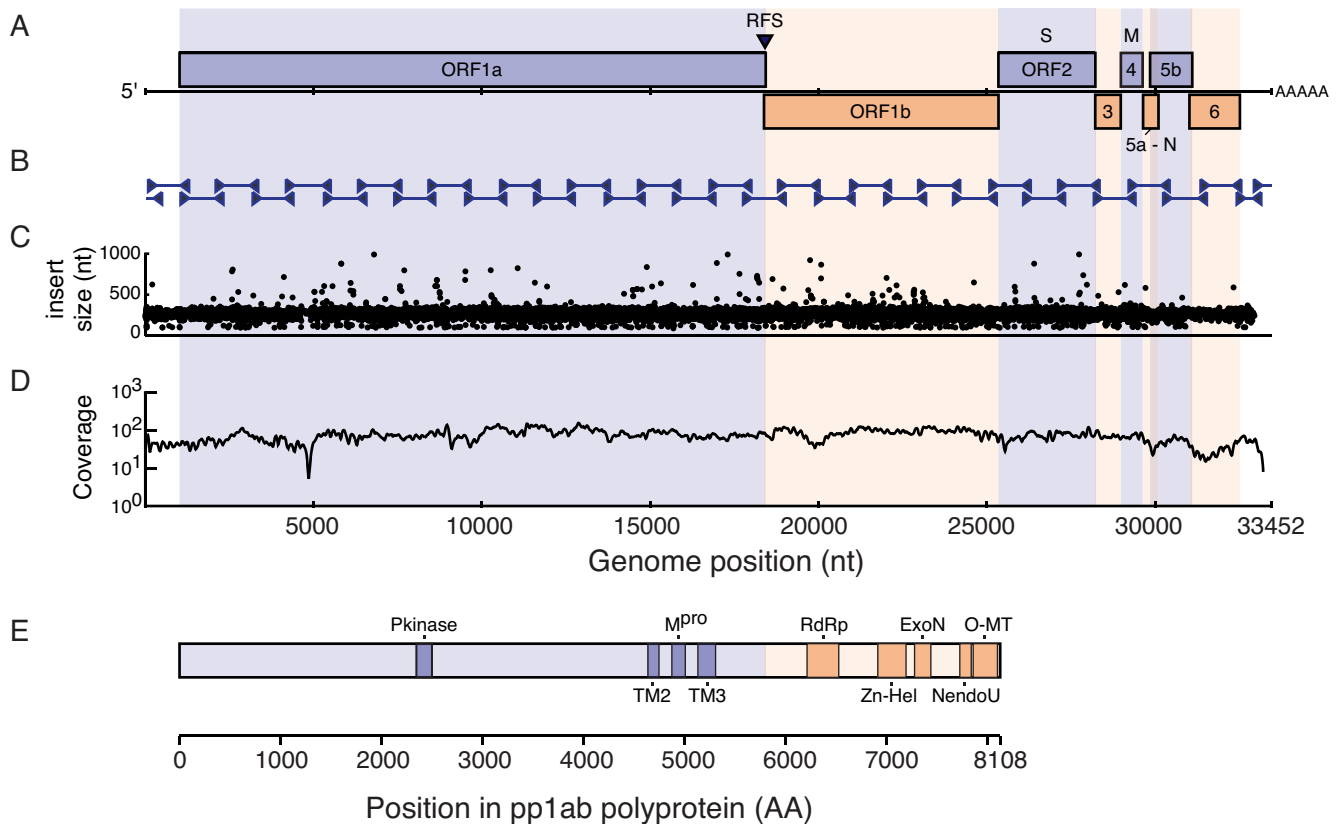 A
RFS
S
M
ORF1a
ORF2
4
5b
5'
AAAAA
ORF1b
3
6
5a - N
B
C
insert
size (nt)
1000
500
0
D
Coverage
10³
10²
10¹
10⁰
5000
10000
15000
20000
25000
30000
33452
Genome position (nt)
E
Pkinase
Mpro
RdRp
ExoN
O-MT
TM2
TM3
Zn-Hel
NendoU
0
1000
2000
3000
4000
5000
6000
7000
8108
Position in pp1ab polyprotein (AA)